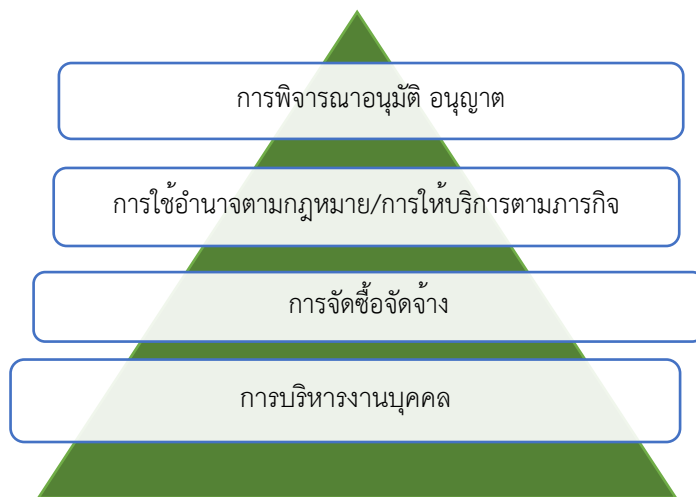 การพิจารณาอนุมัติ อนุญาต
การใช้อำนาจตามกฎหมาย/การให้บริการตามภารกิจ
การจัดซื้อจัดจ้าง
การบริหารงานบุคคล